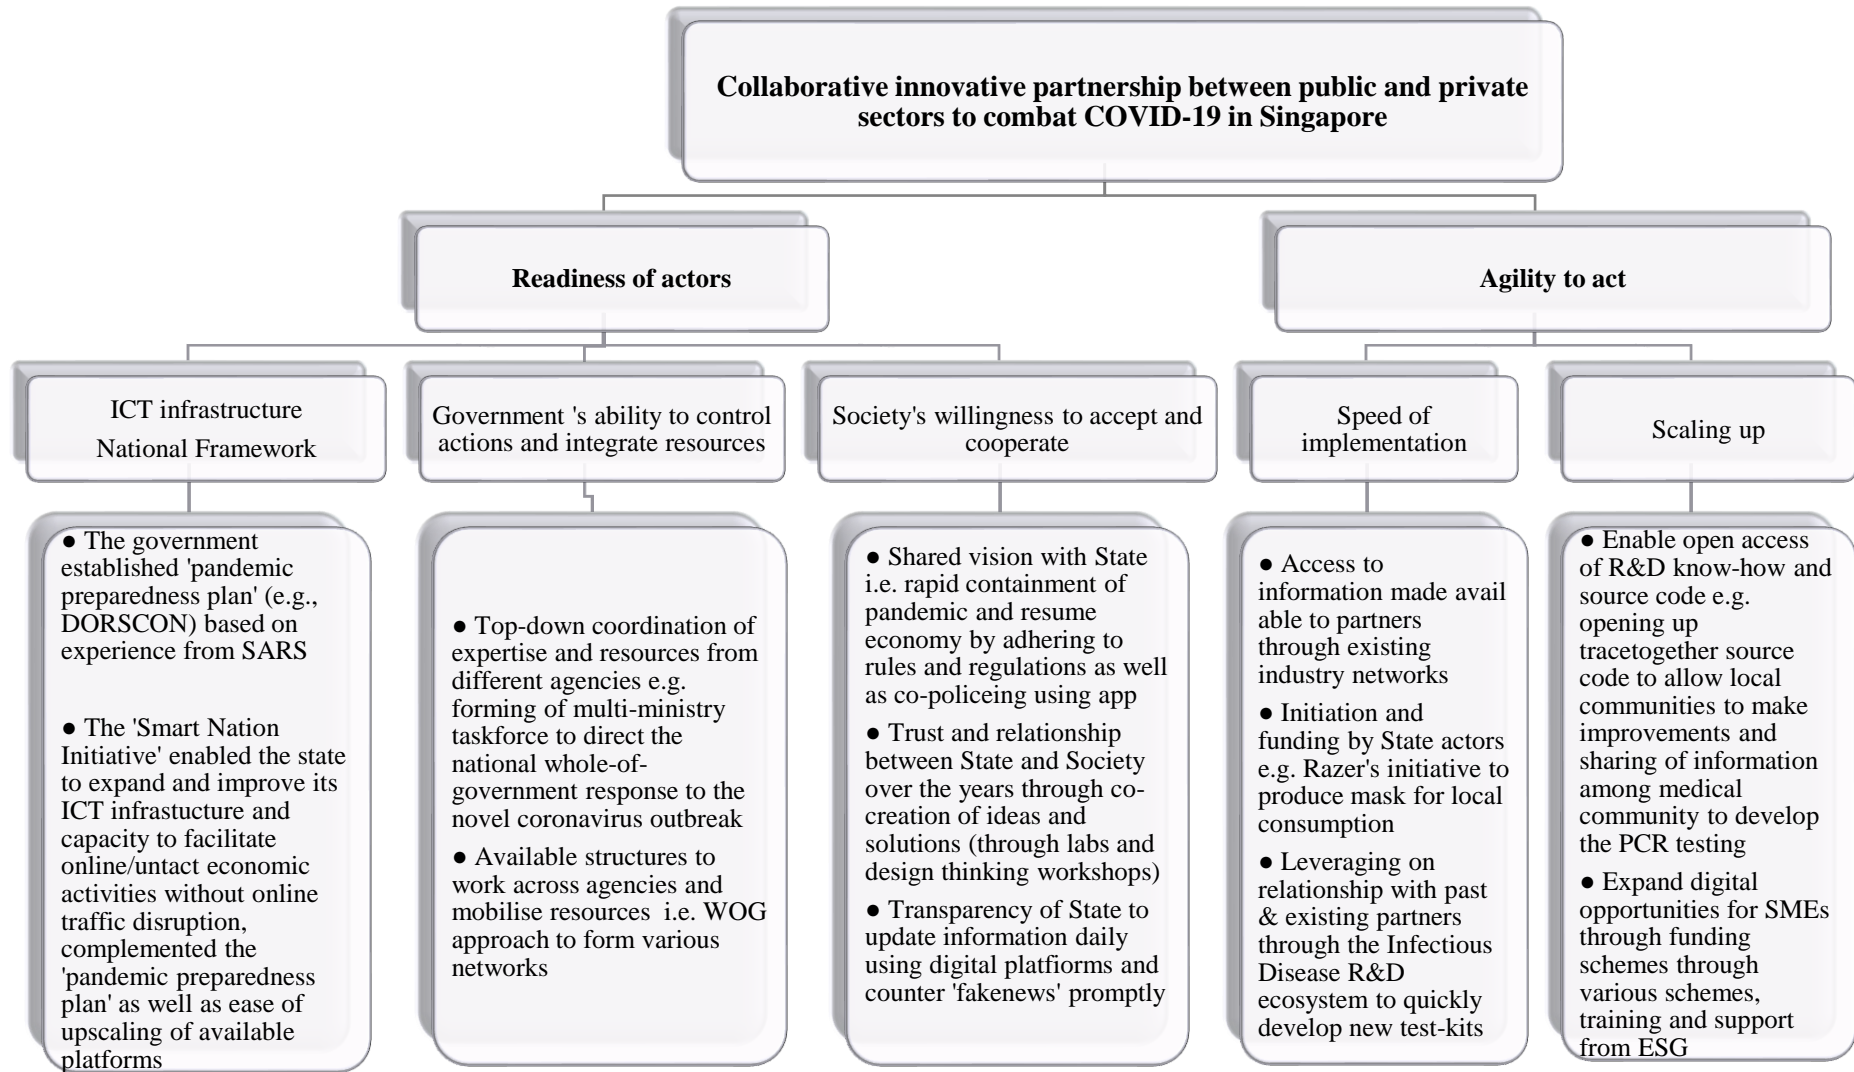 Collaborative innovative partnership between public and private
sectors to combat COVID-19 in Singapore
Readiness of actors
Agility to act
ICT infrastructure
National Framework
Government 's ability to control
actions and integrate resources
Society's willingness to accept and
cooperate
Speed of
implementation
Scaling up
● The government
established 'pandemic
preparedness plan' (e.g.,
DORSCON) based on
experience from SARS
● The 'Smart Nation
Initiative' enabled the state
to expand and improve its
ICT infrastucture and
capacity to facilitate
online/untact economic
activities without online
traffic disruption,
complemented the
'pandemic preparedness
plan' as well as ease of
upscaling of available
platforms
● Top-down coordination of
expertise and resources from
different agencies e.g.
forming of multi-ministry
taskforce to direct the
national whole-of-
government response to the
novel coronavirus outbreak
● Available structures to
work across agencies and
mobilise resources  i.e. WOG
approach to form various
networks
● Shared vision with State
i.e. rapid containment of
pandemic and resume
economy by adhering to
rules and regulations as well
as co-policeing using app
● Trust and relationship
between State and Society
over the years through co-
creation of ideas and
solutions (through labs and
design thinking workshops)
● Transparency of State to
update information daily
using digital platfiorms and
counter 'fakenews' promptly
● Access to
information made avail
able to partners
through existing
industry networks
● Initiation and
funding by State actors
e.g. Razer's initiative to
produce mask for local
consumption
● Leveraging on
relationship with past
& existing partners
through the Infectious
Disease R&D
ecosystem to quickly
develop new test-kits
● Enable open access
of R&D know-how and
source code e.g.
opening up
tracetogether source
code to allow local
communities to make
improvements and
sharing of information
among medical
community to develop
the PCR testing
● Expand digital
opportunities for SMEs
through funding
schemes through
various schemes,
training and support
from ESG